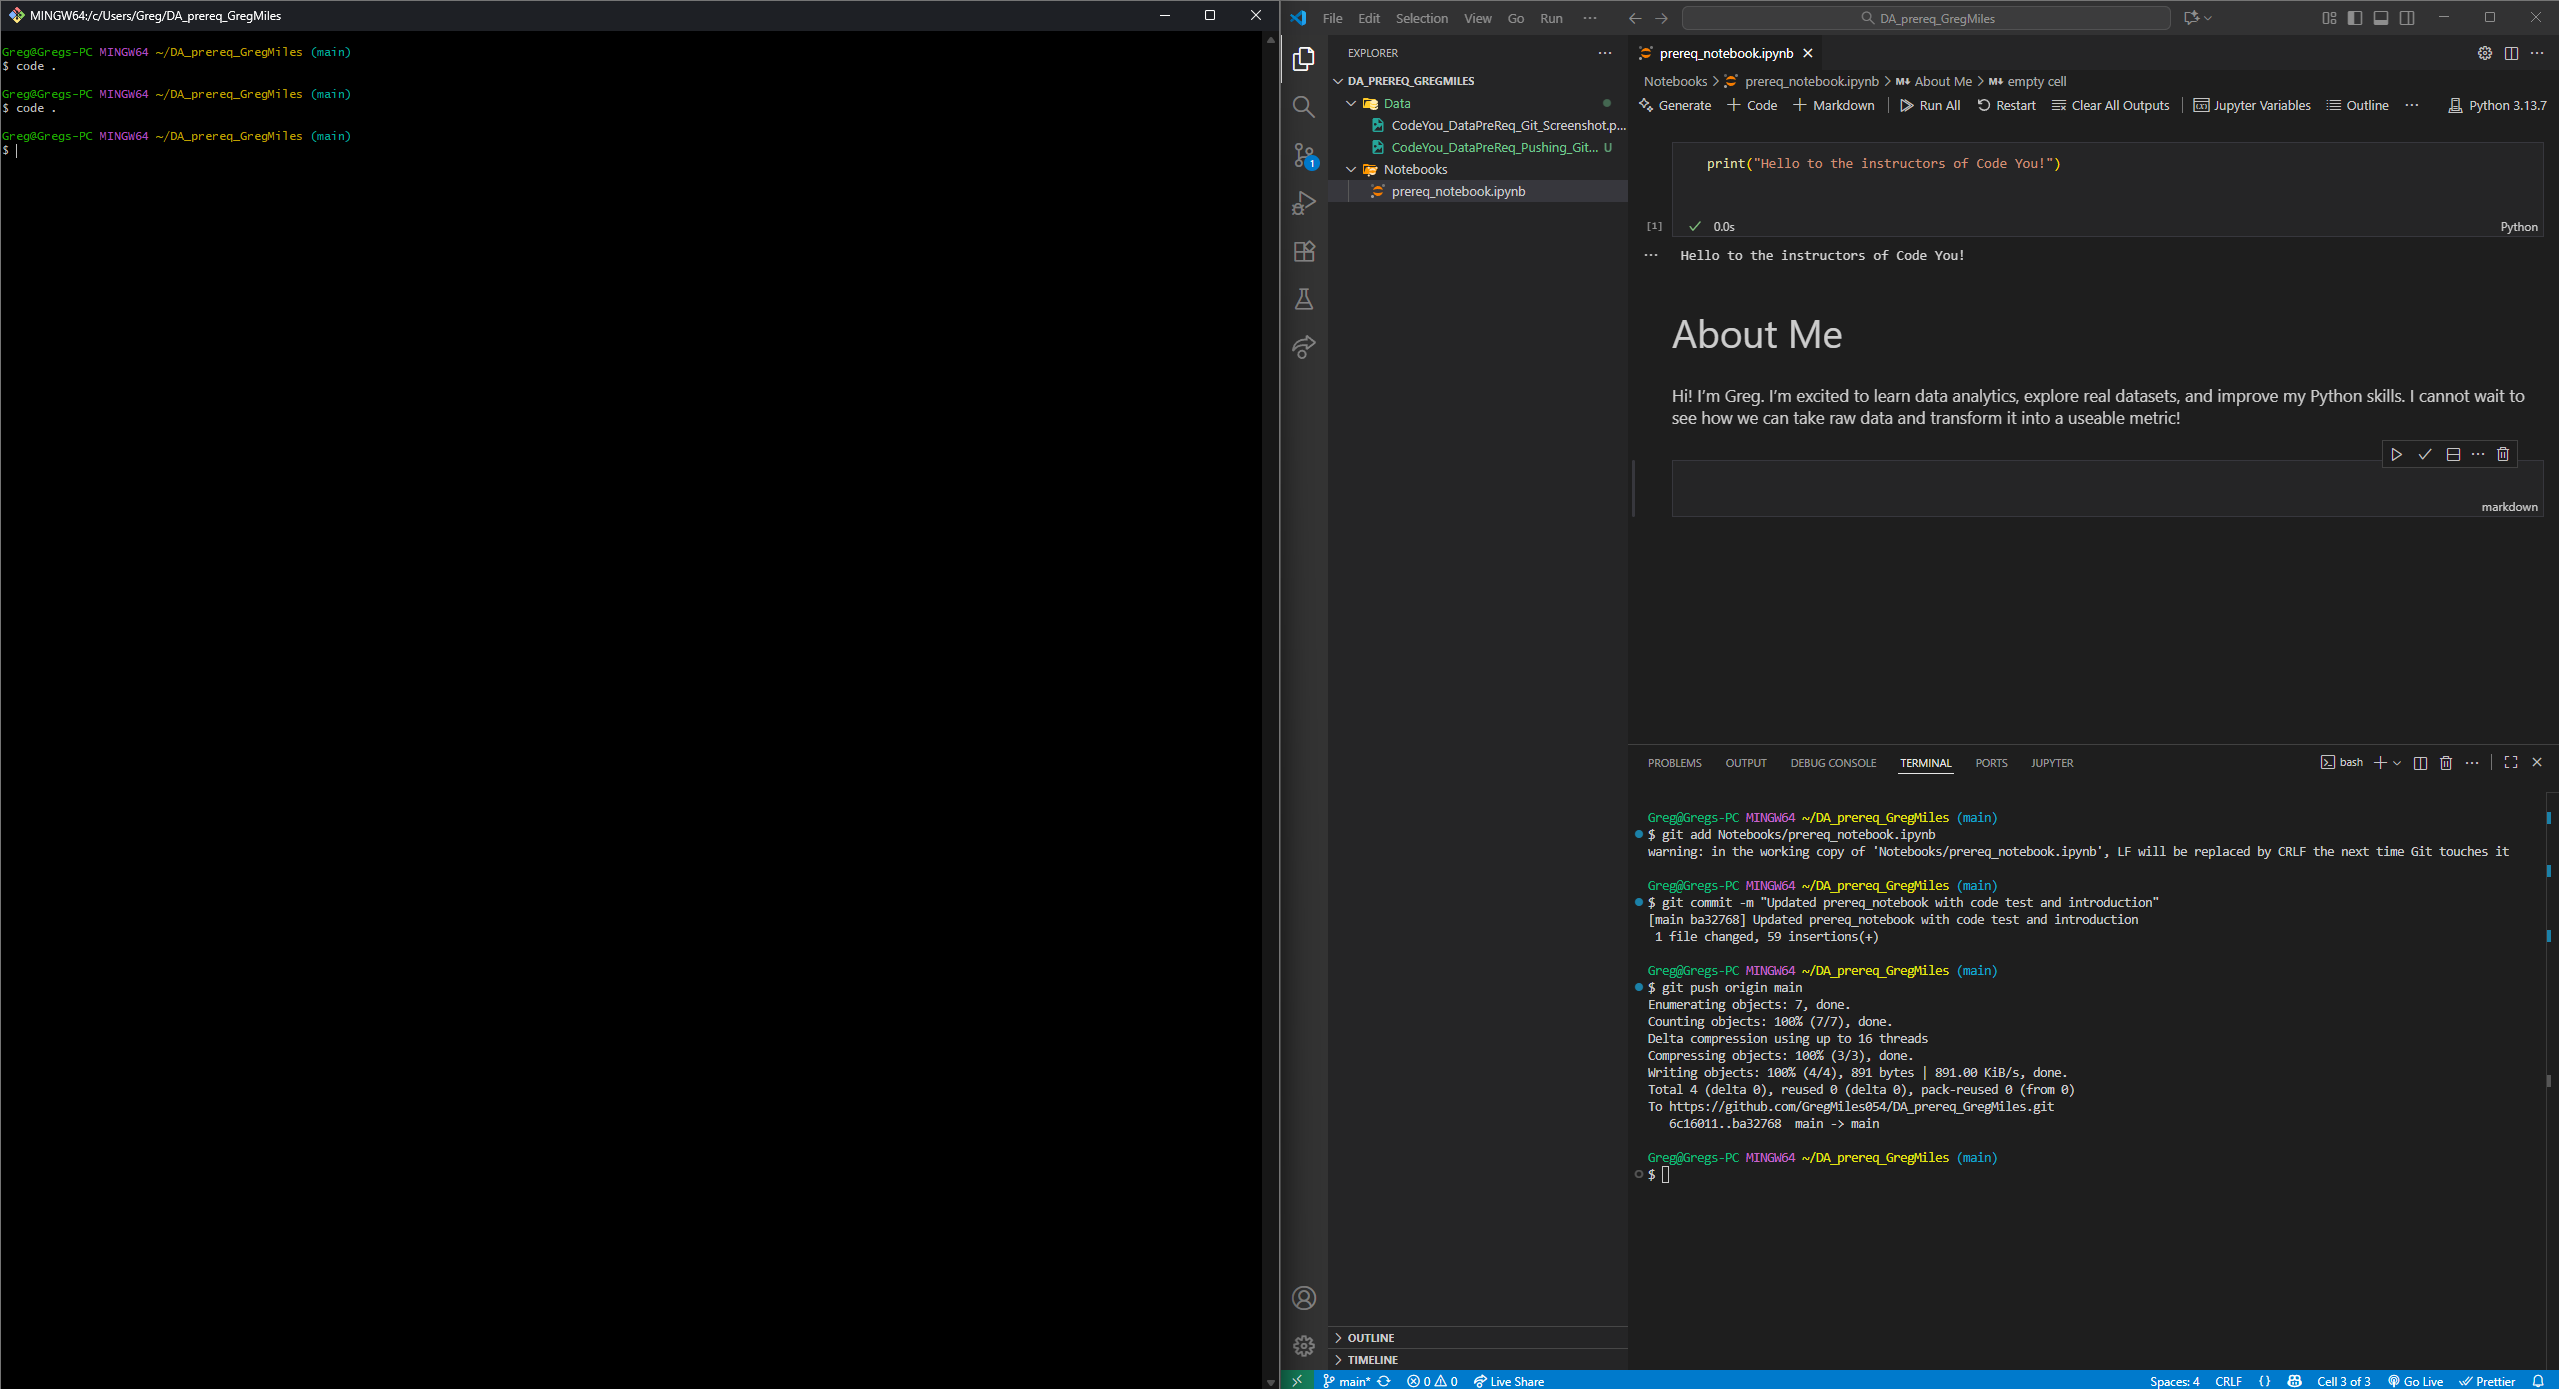 MINGW64:/c/Users/Greg/DA_prereq_GregMiles
Greg@Gregs-PC MINGW64 ~/DA_prereq_GregMiles (main)
$ code .
Greg@Gregs-PC MINGW64 ~/DA_prereq_GregMiles (main)
$ code .
Greg@Gregs-PC MINGW64 ~/DA_prereq_GregMiles (main)
$
File Edit Selection View Go Run ···
DA_prereq_GregMiles
EXPLORER
DA_PREREQ_GREGMILES
Data
CodeYou_DataPreReq_Git_Screenshot.p...
CodeYou_DataPreReq_Pushing_Git... U
Notebooks
prereq_notebook.ipynb
1
OUTLINE
TIMELINE
prereq_notebook.ipynb
Notebooks > prereq_notebook.ipynb > M↓ About Me > M↓ empty cell
Generate + Code + Markdown Run All Restart Clear All Outputs Jupyter Variables Outline ··· Python 3.13.7
print("Hello to the instructors of Code You!")
[1] ✓ 0.0s Python
Hello to the instructors of Code You!
About Me
Hi! I’m Greg. I’m excited to learn data analytics, explore real datasets, and improve my Python skills. I cannot wait to
see how we can take raw data and transform it into a useable metric!
markdown
PROBLEMS OUTPUT DEBUG CONSOLE TERMINAL PORTS JUPYTER
bash
Greg@Gregs-PC MINGW64 ~/DA_prereq_GregMiles (main)
$ git add Notebooks/prereq_notebook.ipynb
warning: in the working copy of 'Notebooks/prereq_notebook.ipynb', LF will be replaced by CRLF the next time Git touches it
Greg@Gregs-PC MINGW64 ~/DA_prereq_GregMiles (main)
$ git commit -m "Updated prereq_notebook with code test and introduction"
[main ba32768] Updated prereq_notebook with code test and introduction
1 file changed, 59 insertions(+)
Greg@Gregs-PC MINGW64 ~/DA_prereq_GregMiles (main)
$ git push origin main
Enumerating objects: 7, done.
Counting objects: 100% (7/7), done.
Delta compression using up to 16 threads
Compressing objects: 100% (3/3), done.
Writing objects: 100% (4/4), 891 bytes | 891.00 KiB/s, done.
Total 4 (delta 0), reused 0 (delta 0), pack-reused 0 (from 0)
To https://github.com/GregMiles054/DA_prereq_GregMiles.git
6c16011..ba32768 main -> main
Greg@Gregs-PC MINGW64 ~/DA_prereq_GregMiles (main)
$
main* 0 0 Live Share
Spaces: 4 CRLF {} Cell 3 of 3 Go Live Prettier